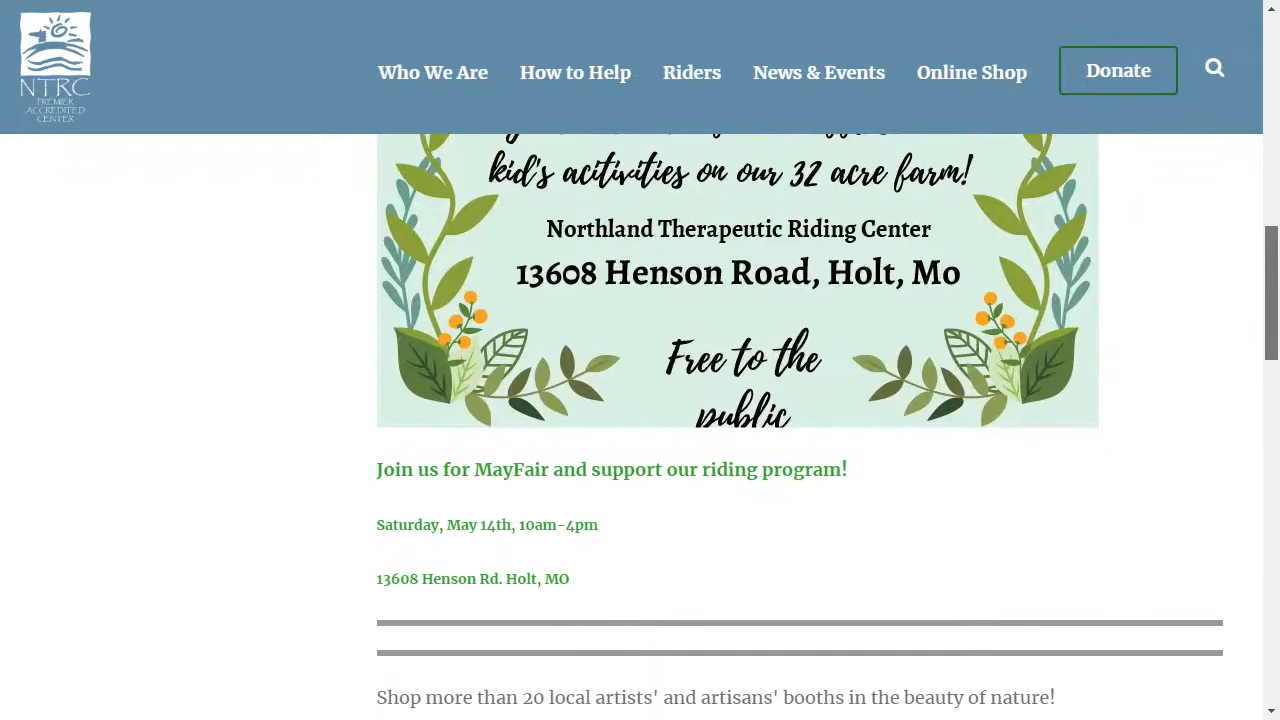 NTRC
PREMIER
ACCREDITED
CENTER
Who We Are
How to Help
Riders
News & Events
Online Shop
Donate
kid's acitivities on our 32 acre farm!
Northland Therapeutic Riding Center
13608 Henson Road, Holt, Mo
Free to the
public
Join us for MayFair and support our riding program!
Saturday, May 14th, 10am-4pm
13608 Henson Rd. Holt, MO
Shop more than 20 local artists' and artisans' booths in the beauty of nature!